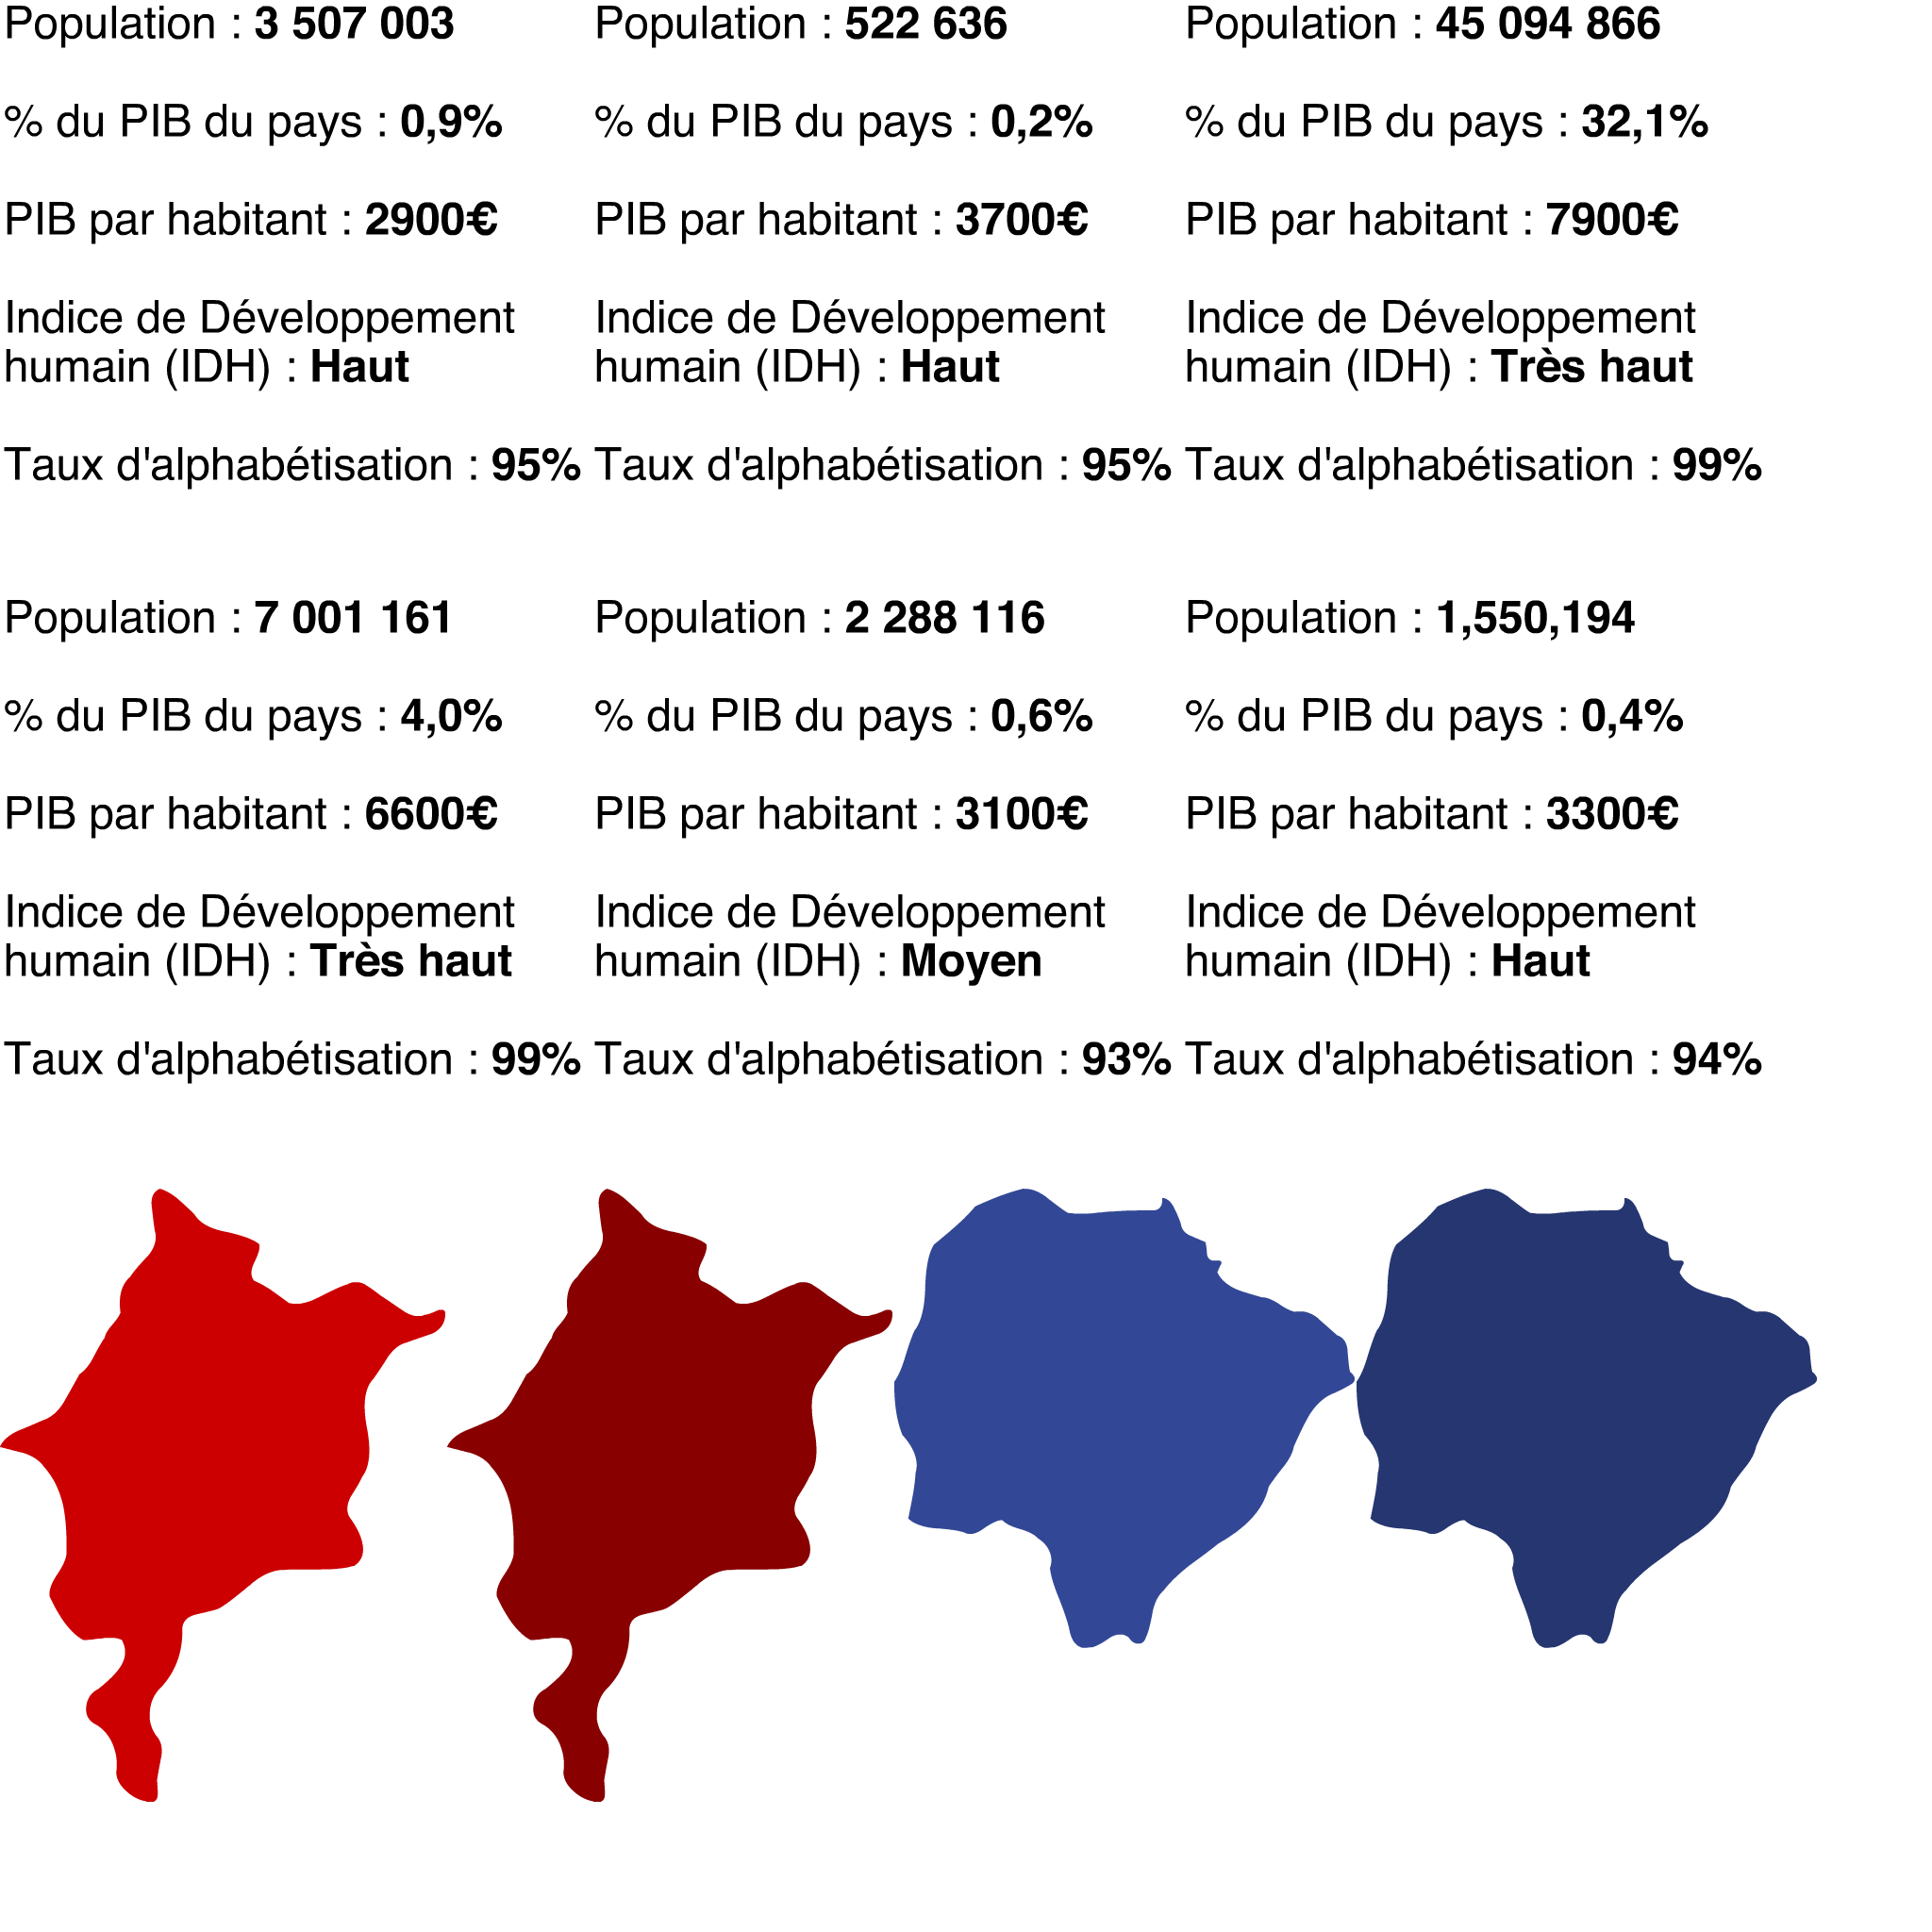 Population : 3 507 003
% du PIB du pays : 0,9%
PIB par habitant : 2900€
Indice de Développement
humain (IDH) : Haut
Taux d'alphabétisation : 95%
Population : 522 636
% du PIB du pays : 0,2%
PIB par habitant : 3700€
Indice de Développement
humain (IDH) : Haut
Taux d'alphabétisation : 95%
Population : 45 094 866
% du PIB du pays : 32,1%
PIB par habitant : 7900€
Indice de Développement
humain (IDH) : Très haut
Taux d'alphabétisation : 99%
Population : 7 001 161
% du PIB du pays : 4,0%
PIB par habitant : 6600€
Indice de Développement
humain (IDH) : Très haut
Taux d'alphabétisation : 99%
Population : 2 288 116
% du PIB du pays : 0,6%
PIB par habitant : 3100€
Indice de Développement
humain (IDH) : Moyen
Taux d'alphabétisation : 93%
Population : 1,550,194
% du PIB du pays : 0,4%
PIB par habitant : 3300€
Indice de Développement
humain (IDH) : Haut
Taux d'alphabétisation : 94%